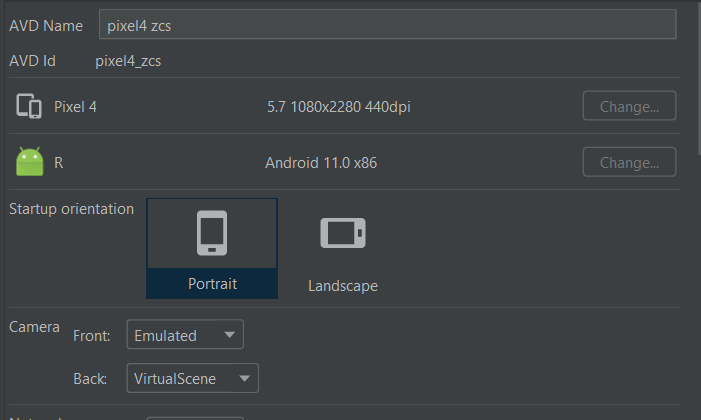 AVD Name pixel4 zcs
AVD Id pixel4_zcs
Pixel 4 5.7 1080x2280 440dpi Change...
R Android 11.0 x86 Change...
Startup orientation
Portrait
Landscape
Camera Front: Emulated
Back: VirtualScene